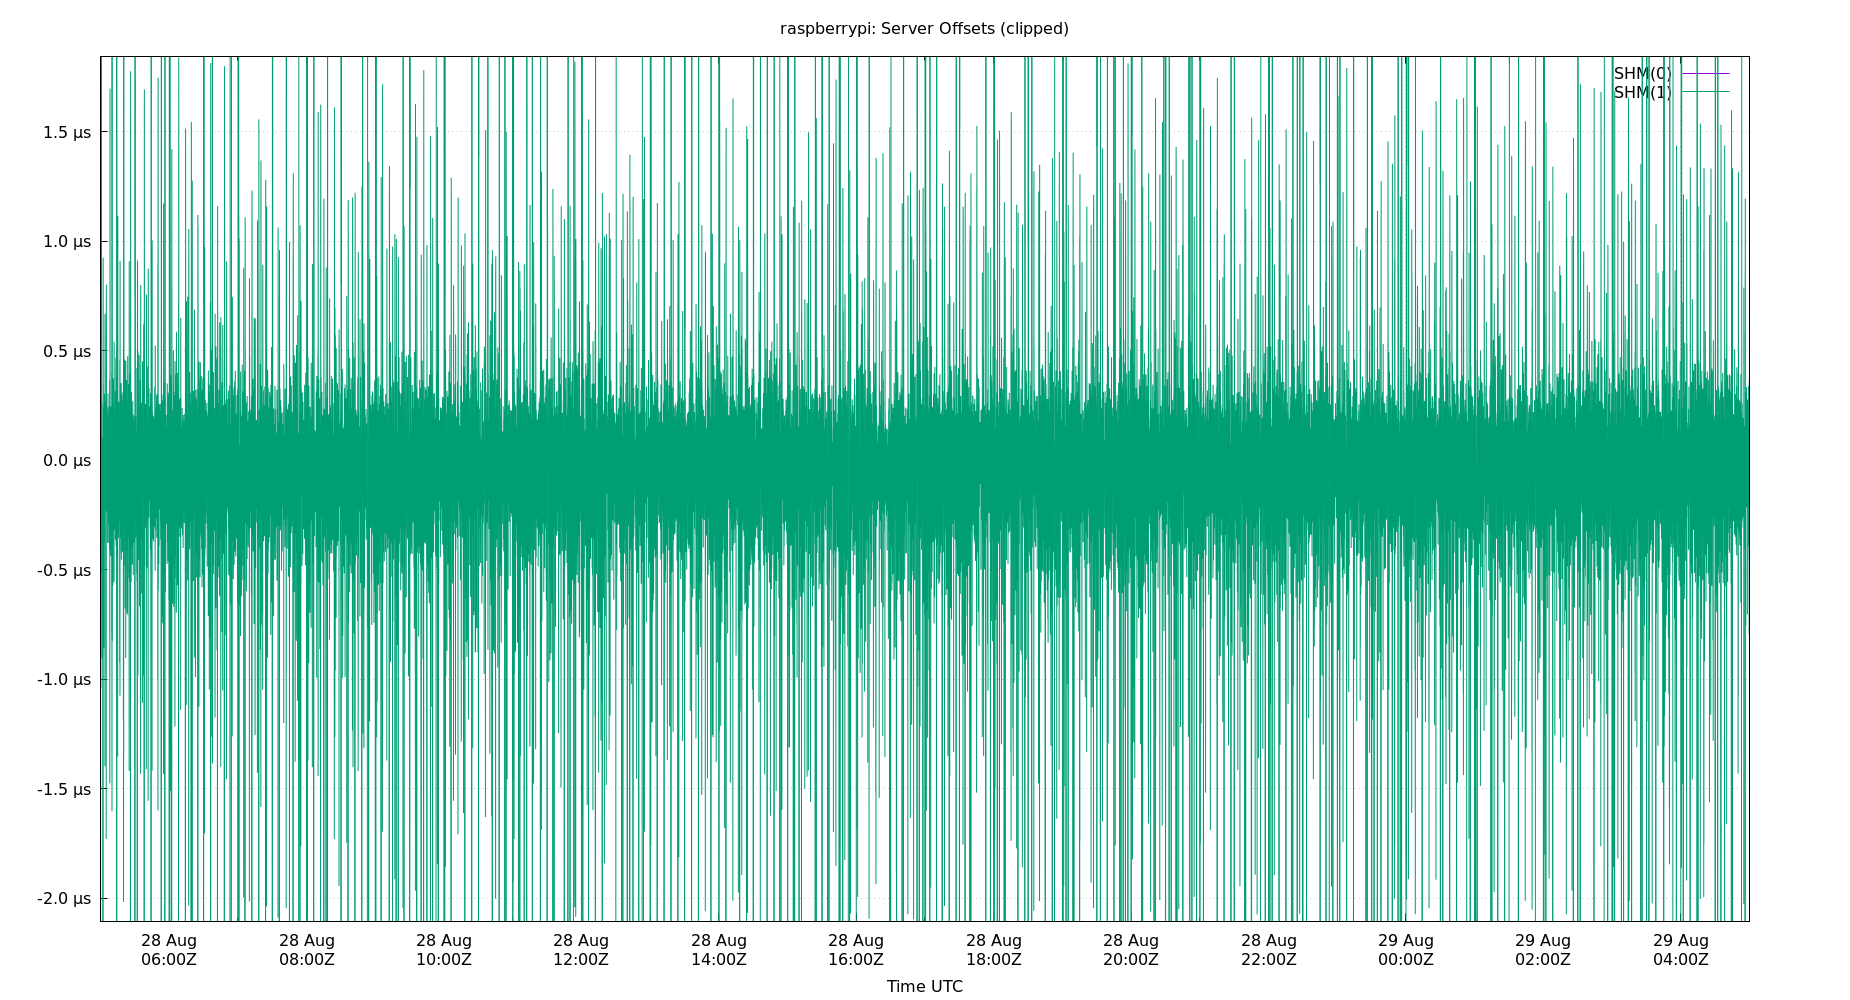 raspberrypi: Server Offsets (clipped)
SHM(0)
SHM(1)
1.5 µs
1.0 µs
0.5 µs
0.0 µs
-0.5 µs
-1.0 µs
-1.5 µs
-2.0 µs
28 Aug 28 Aug 28 Aug 28 Aug 28 Aug 28 Aug 28 Aug 28 Aug 28 Aug 29 Aug 29 Aug 29 Aug
06:00Z 08:00Z 10:00Z 12:00Z 14:00Z 16:00Z 18:00Z 20:00Z 22:00Z 00:00Z 02:00Z 04:00Z
Time UTC